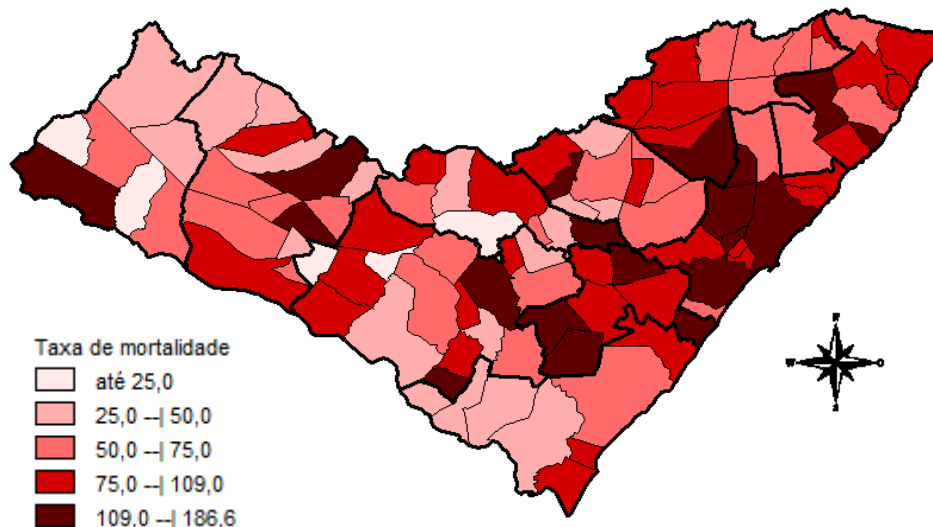 Taxa de mortalidade
até 25,0
25,0 --| 50,0
50,0 --| 75,0
75,0 --| 109,0
109,0 --| 186,6